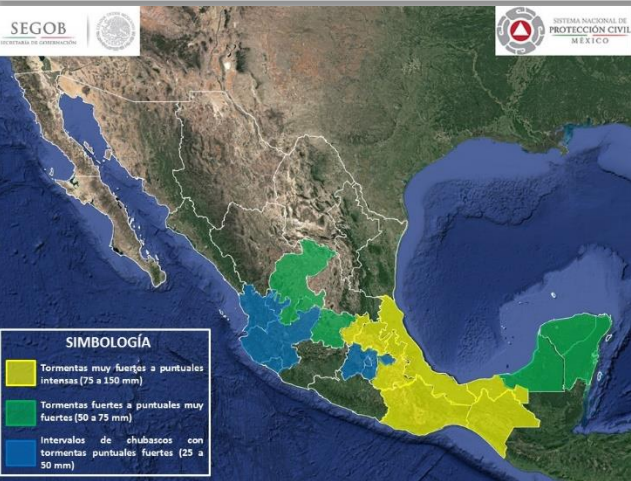 SEGOB
SECRETARÍA DE GOBERNACIÓN
SISTEMA NACIONAL DE
PROTECCIÓN CIVIL
MÉXICO
SIMBOLOGÍA
Tormentas muy fuertes a puntuales
intensas (75 a 150 mm)
Tormentas fuertes a puntuales muy
fuertes (50 a 75 mm)
Intervalos de chubascos con
tormentas puntuales fuertes (25 a
50 mm)